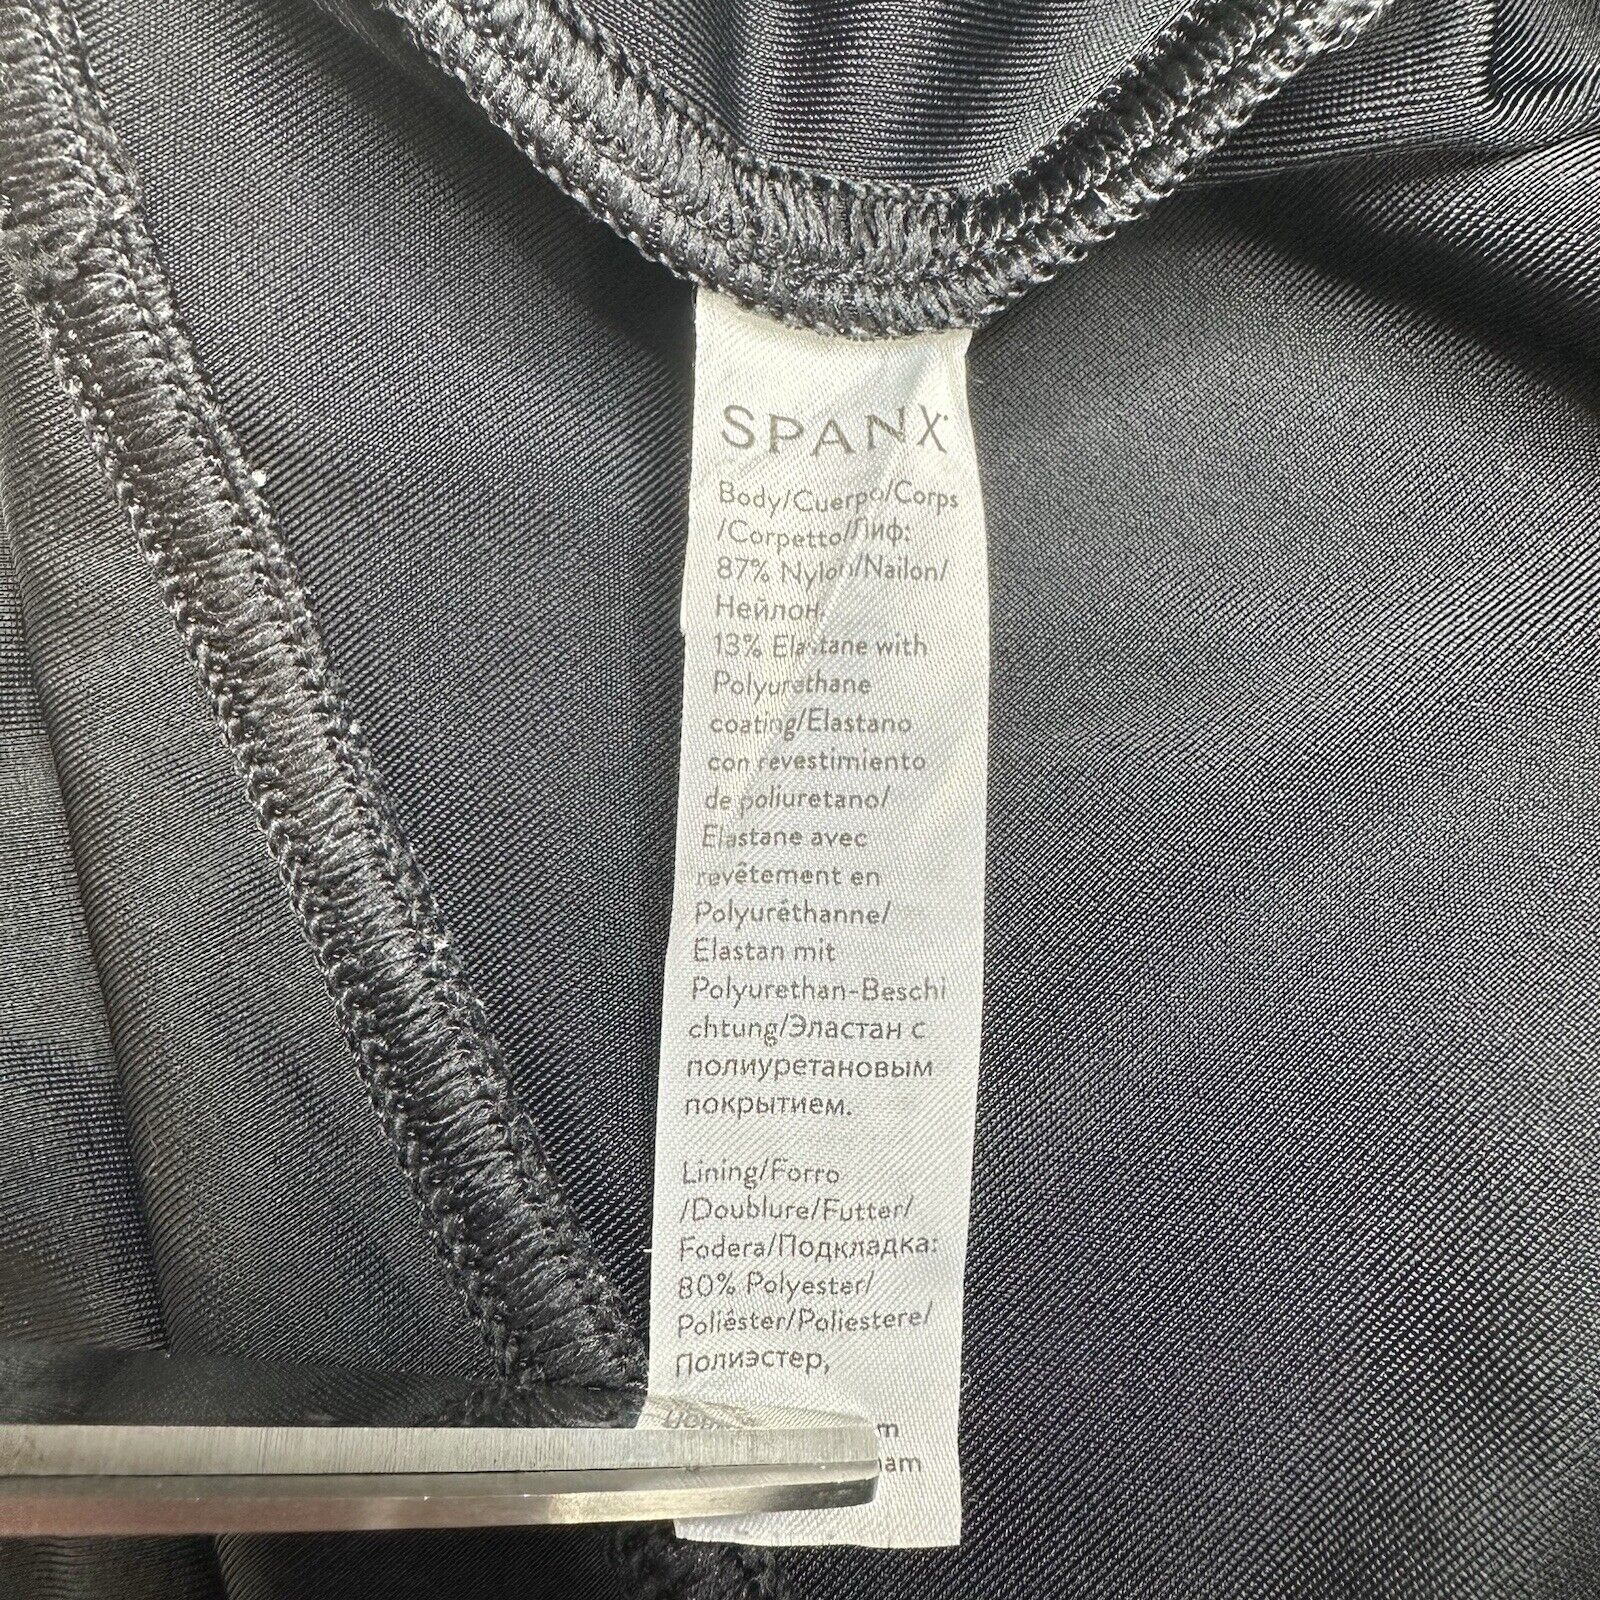 SPANX
Body/Cuerpo/Corps
/Corpetto/Лиф:
87% Nylon/Nailon/
Нейлон,
13% Elastane with
Polyurethane
coating/Elastano
con revestimiento
de poliuretano/
Elastane avec
revêtement en
Polyuréthanne/
Elastan mit
Polyurethan-Beschi
chtung/Эластан с
полиуретановым
покрытием.
Lining/Forro
/Doublure/Futter/
Fodera/Подкладка:
80% Polyester/
Poliéster/Poliestere/
Полиэстер,